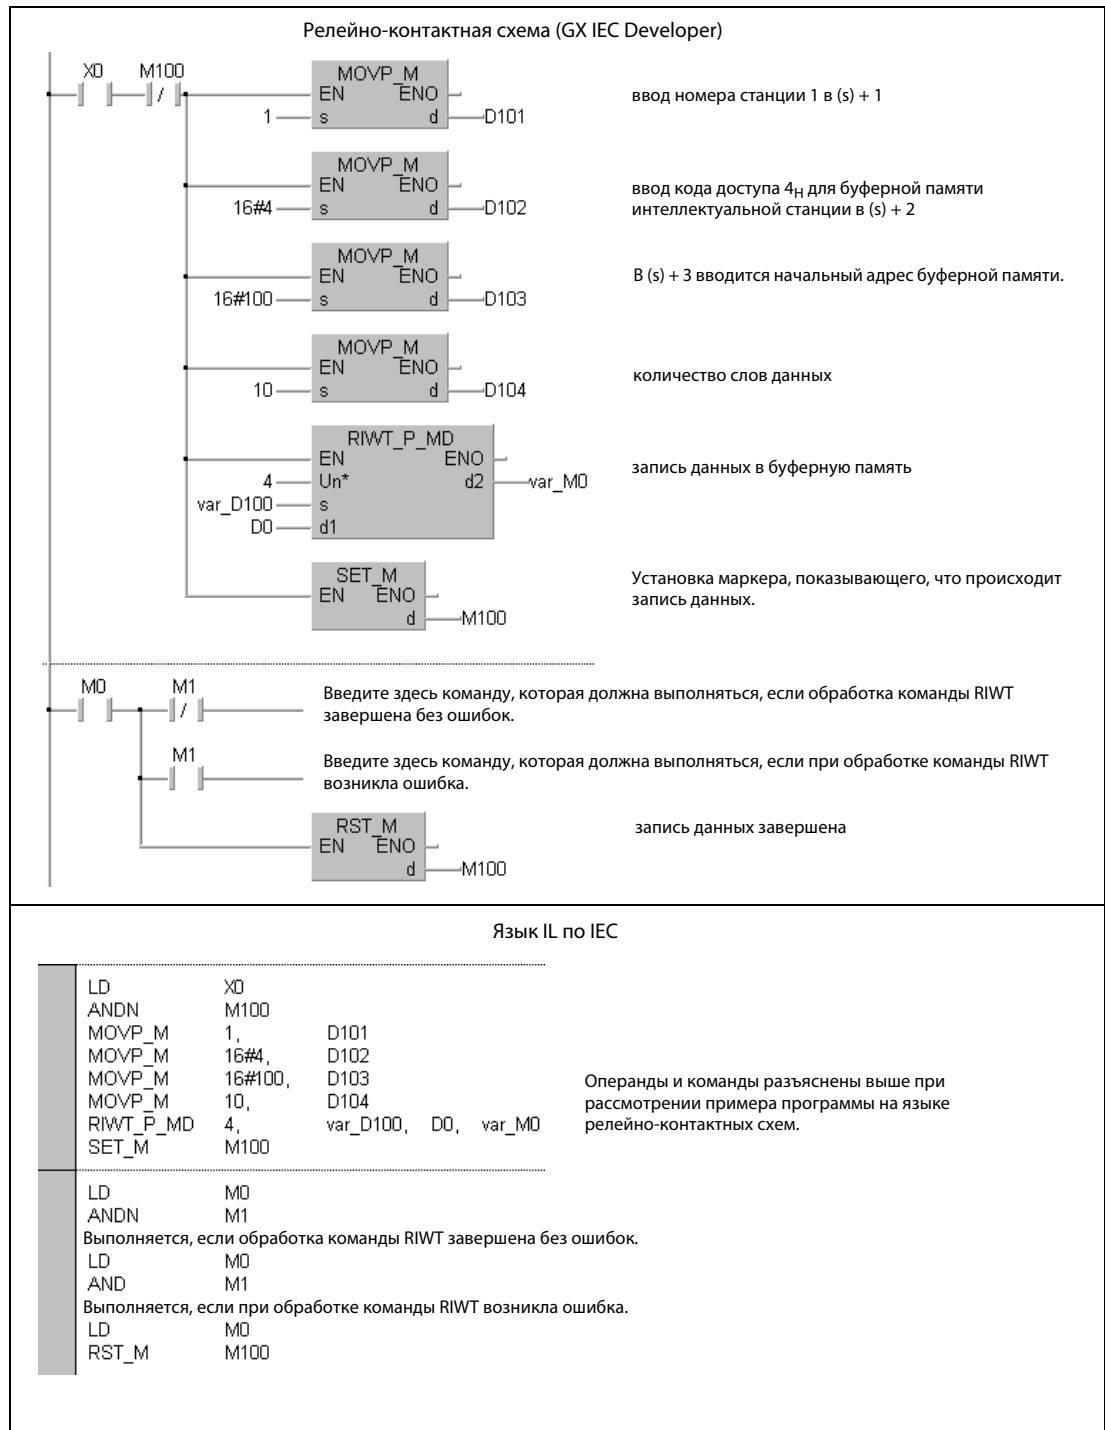 Релейно-контактная схема (GX IEC Developer)
X0 M100
MOVP_M
EN ENO
1 s d D101
ввод номера станции 1 в (s) + 1
MOVP_M
EN ENO
16#4 s d D102
ввод кода доступа 4H для буферной памяти
интеллектуальной станции в (s) + 2
MOVP_M
EN ENO
16#100 s d D103
В (s) + 3 вводится начальный адрес буферной памяти.
MOVP_M
EN ENO
10 s d D104
количество слов данных
RIWT_P_MD
EN ENO
4 Un* d2 var_M0
var_D100 s
D0 d1
запись данных в буферную память
SET_M
EN ENO
d M100
Установка маркера, показывающего, что происходит
запись данных.
M0 M1
Введите здесь команду, которая должна выполняться, если обработка команды RIWT
завершена без ошибок.
M1
Введите здесь команду, которая должна выполняться, если при обработке команды RIWT
возникла ошибка.
RST_M
EN ENO
d M100
запись данных завершена
Язык IL по IEC
LD X0
ANDN M100
MOVP_M 1, D101
MOVP_M 16#4, D102
MOVP_M 16#100, D103
MOVP_M 10, D104
RIWT_P_MD 4, var_D100, D0, var_M0
SET_M M100
Операнды и команды разъяснены выше при
рассмотрении примера программы на языке
релейно-контактных схем.
LD M0
ANDN M1
Выполняется, если обработка команды RIWT завершена без ошибок.
LD M0
AND M1
Выполняется, если при обработке команды RIWT возникла ошибка.
LD M0
RST_M M100